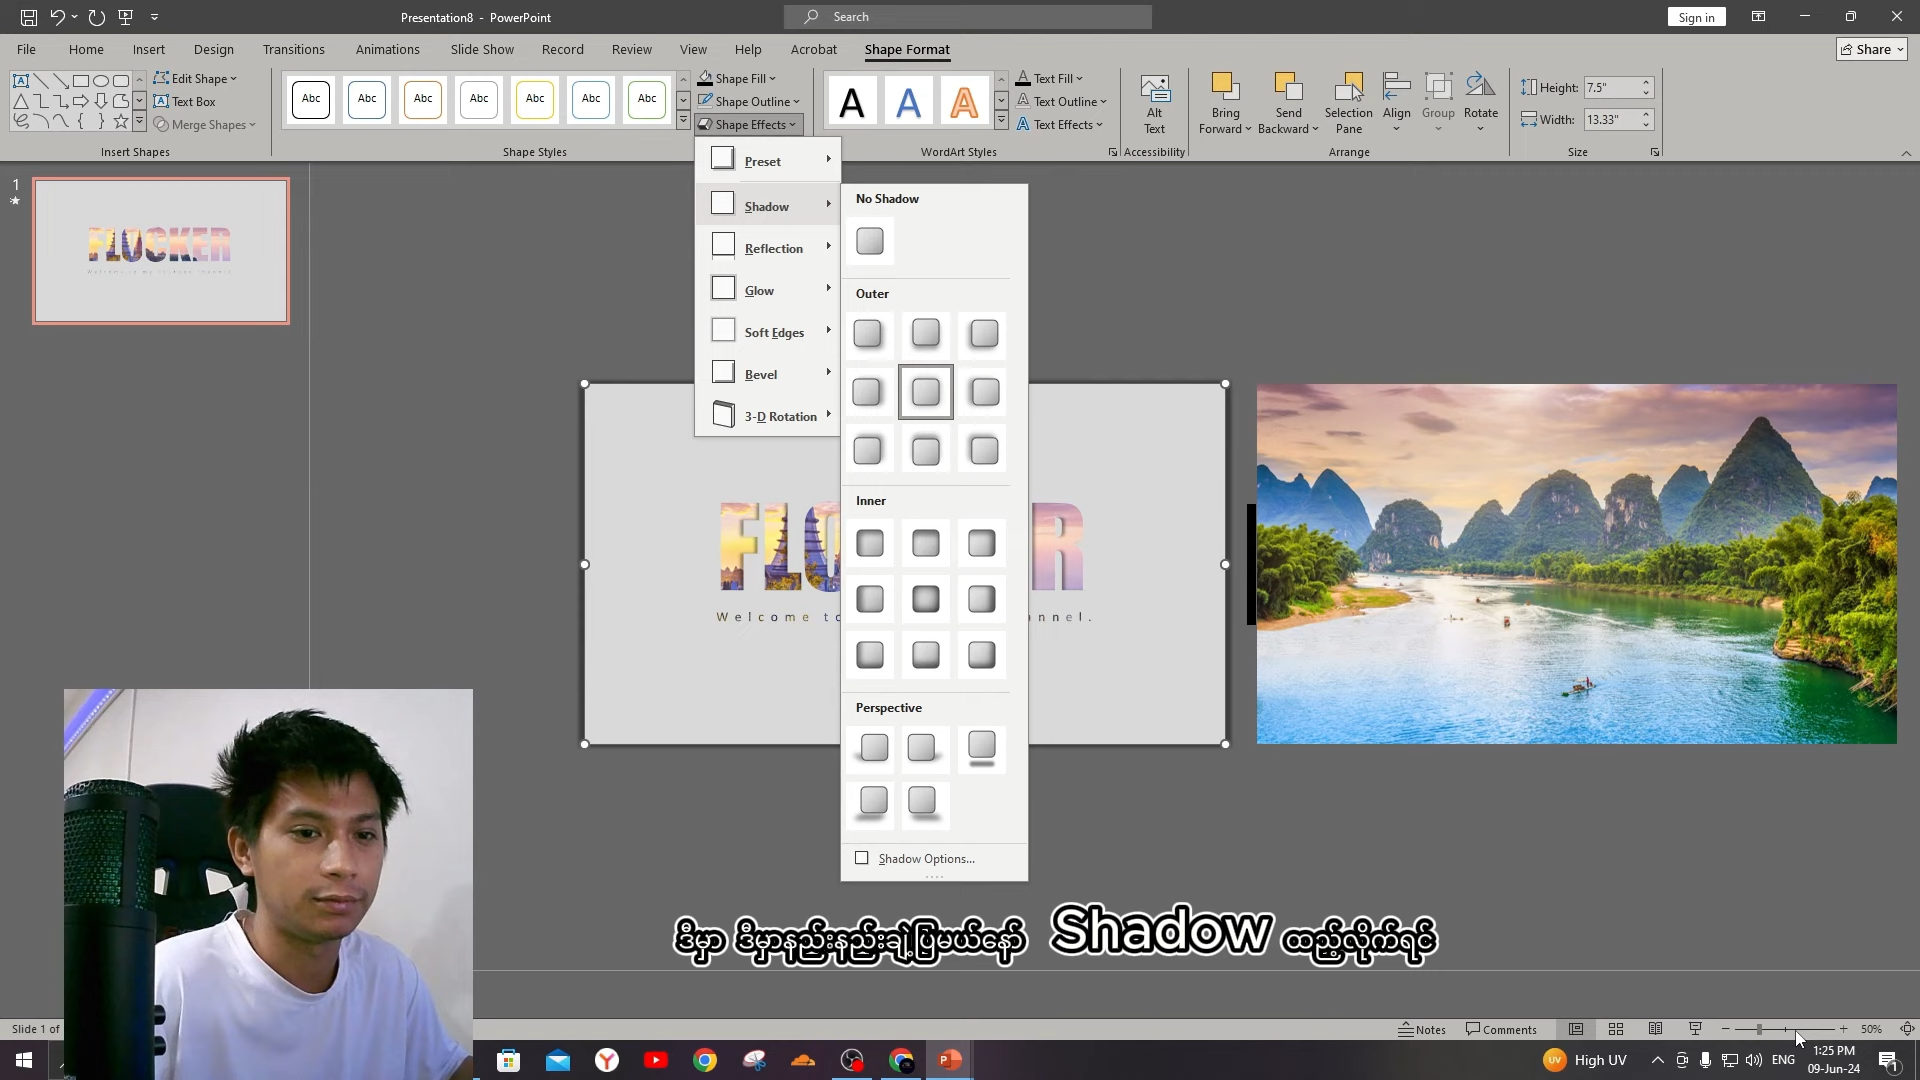 Presentation8 - PowerPoint
Search
Sign in
File
Home
Insert
Design
Transitions
Animations
Slide Show
Record
Review
View
Help
Acrobat
Shape Format
Share
Edit Shape
Text Box
Merge Shapes
Insert Shapes
Abc
Abc
Abc
Abc
Abc
Abc
Abc
Shape Styles
Shape Fill
Shape Outline
Shape Effects
A
A
A
Text Fill
Text Outline
Text Effects
WordArt Styles
Alt Text
Accessibility
Bring Forward
Send Backward
Selection Pane
Align
Group
Rotate
Arrange
Height: 7.5"
Width: 13.33"
Size
1
FLOCKER
Preset
Shadow
Reflection
Glow
Soft Edges
Bevel
3-D Rotation
No Shadow
Outer
Inner
Perspective
Shadow Options...
FLO
R
Welcome to
nnel.
ဒီမှာ ဒီမှာနည်းနည်းချဲ့ပြမယ်နော် Shadow ထည့်လိုက်ရင်
Slide 1 of
Notes
Comments
50%
High UV
ENG
1:25 PM
09-Jun-24
1